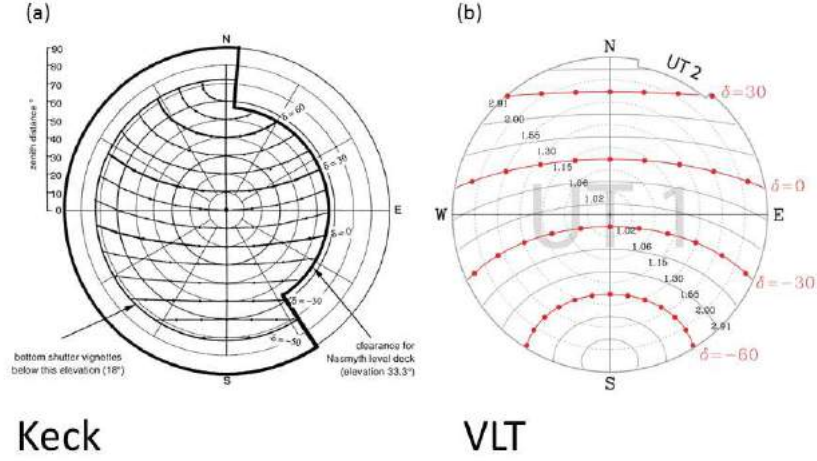 (a)
N
90
80
70
60
50
40
30
20
10
0
zenith distance °
δ=60
δ=30
E
δ=0
δ=-30
δ=-50
bottom shutter vignettes
below this elevation (18°)
S
clearance for
Nasmyth level deck
(elevation 33.3°)
Keck
(b)
N
UT 2
δ=30
2.91
2.00
1.55
1.30
1.15
1.06
1.02
δ=0
W
UT 1
E
1.02
1.06
1.15
1.30
1.55
2.00
2.91
δ=-30
δ=-60
S
VLT